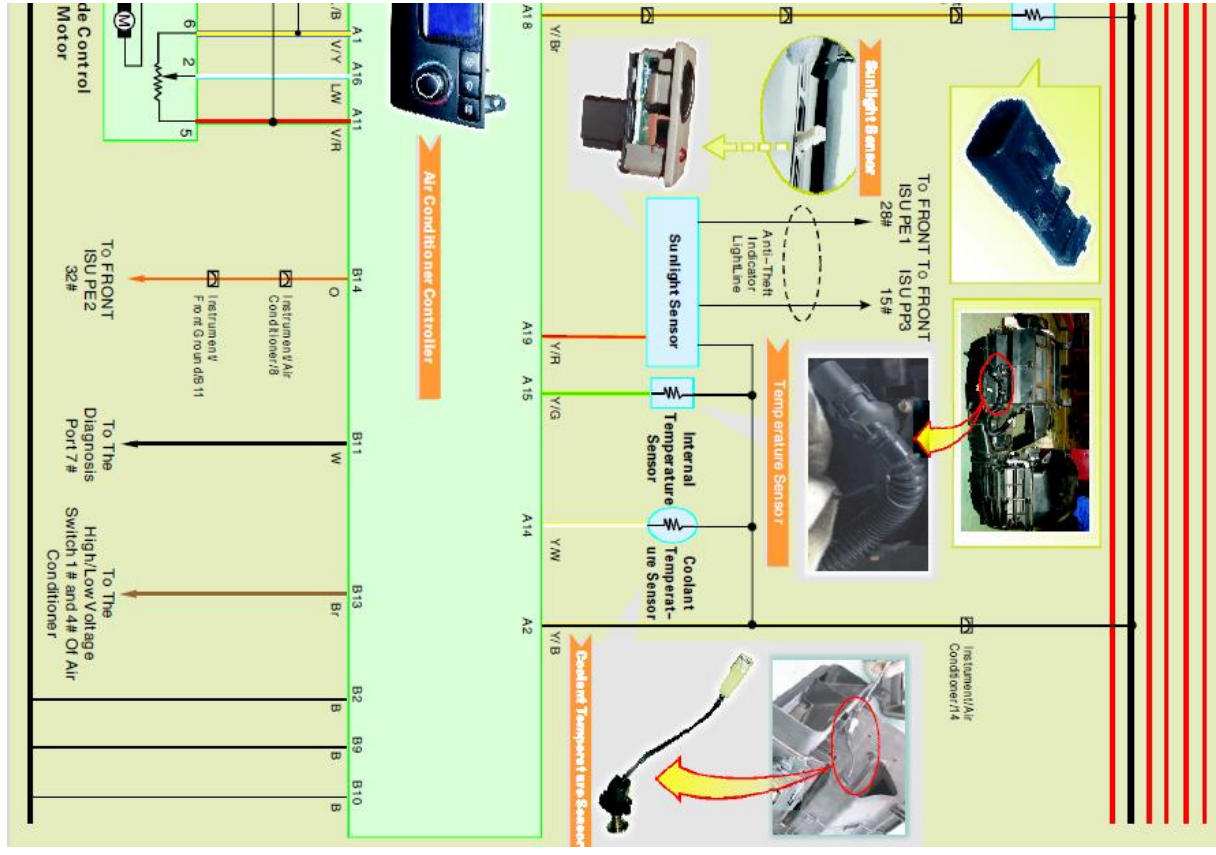 de Control
Motor
M
6
2
5
/B
A1
V/Y
A16
L/W
A11
V/R
Air Conditioner Controller
A18
Y/Br
Sunlight Sensor
To FRONT
ISU PE1
28#
To FRONT
ISU PP3
15#
Anti-Theft
Indicator
LightLine
Sunlight Sensor
To FRONT
ISU PE2
32#
Instrument/
Front Ground/B11
Instrument/Air
Conditioner/8
B14
O
A19
Y/R
A15
Y/G
Internal
Temperature
Sensor
Temperature Sensor
To The
Diagnosis
Port 7#
B11
W
A14
Y/W
Coolant
Temperat-
ure Sensor
To The
High/Low Voltage
Switch 1# and 4# Of Air
Conditioner
B13
Br
A2
Y/B
Instrument/Air
Conditioner/14
Coolant Temperature Sensor
B2
B
B9
B
B10
B